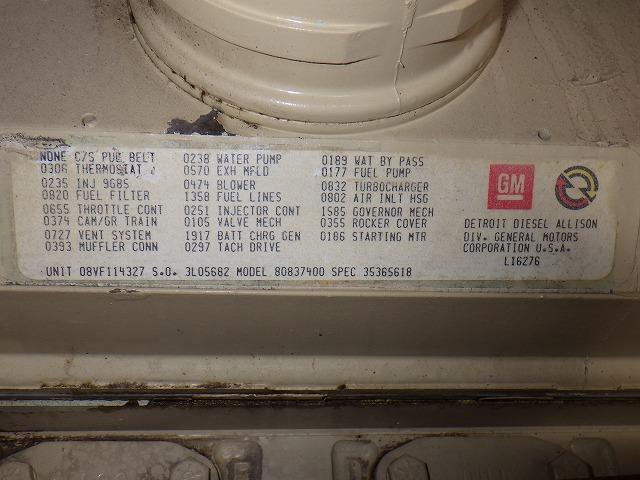 NONE C/S PUL BELT
0306 THERMOSTAT
0235 INJ 9G85
0820 FUEL FILTER
0655 THROTTLE CONT
0374 CAM/GR TRAIN
0727 VENT SYSTEM
0393 MUFFLER CONN
0238 WATER PUMP
0570 EXH MFLD
0474 BLOWER
1358 FUEL LINES
0251 INJECTOR CONT
0105 VALVE MECH
1917 BATT CHRG GEN
0297 TACH DRIVE
0189 WAT BY PASS
0177 FUEL PUMP
0832 TURBOCHARGER
0802 AIR INLT HSG
1585 GOVERNOR MECH
0355 ROCKER COVER
0186 STARTING MTR
GM
DETROIT DIESEL ALLISON
DIV. GENERAL MOTORS
CORPORATION U.S.A.
L16276
UNIT 08VF114327 S.O. 3L05682 MODEL 80837400 SPEC 35365618